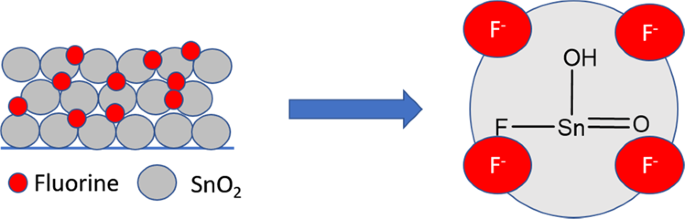 F⁻ F⁻
OH
F Sn O
F⁻ F⁻
Fluorine SnO₂